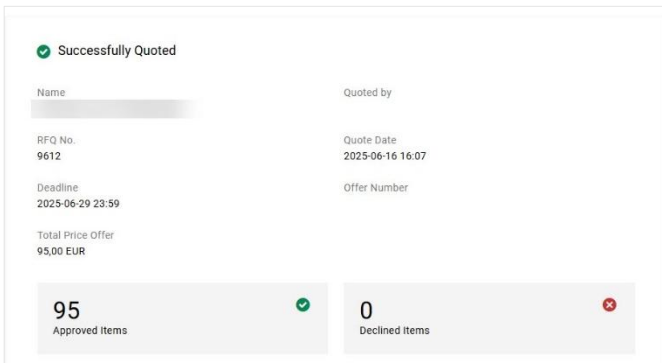 Successfully Quoted
Name
Quoted by
RFQ No.
Quote Date
9612
2025-06-16 16:07
Deadline
Offer Number
2025-06-29 23:59
Total Price Offer
95,00 EUR
95
Approved Items
0
Declined Items